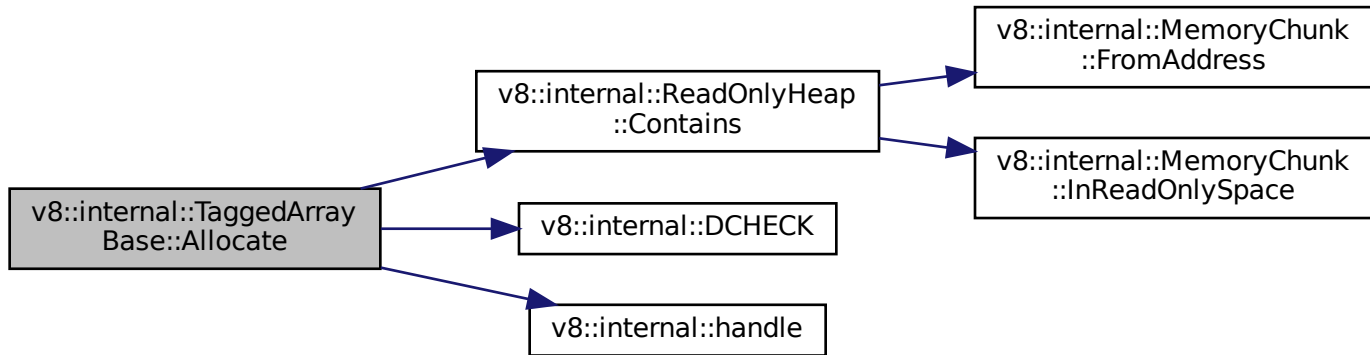 v8::internal::TaggedArray
Base::Allocate
v8::internal::ReadOnlyHeap
::Contains
v8::internal::MemoryChunk
::FromAddress
v8::internal::MemoryChunk
::InReadOnlySpace
v8::internal::DCHECK
v8::internal::handle